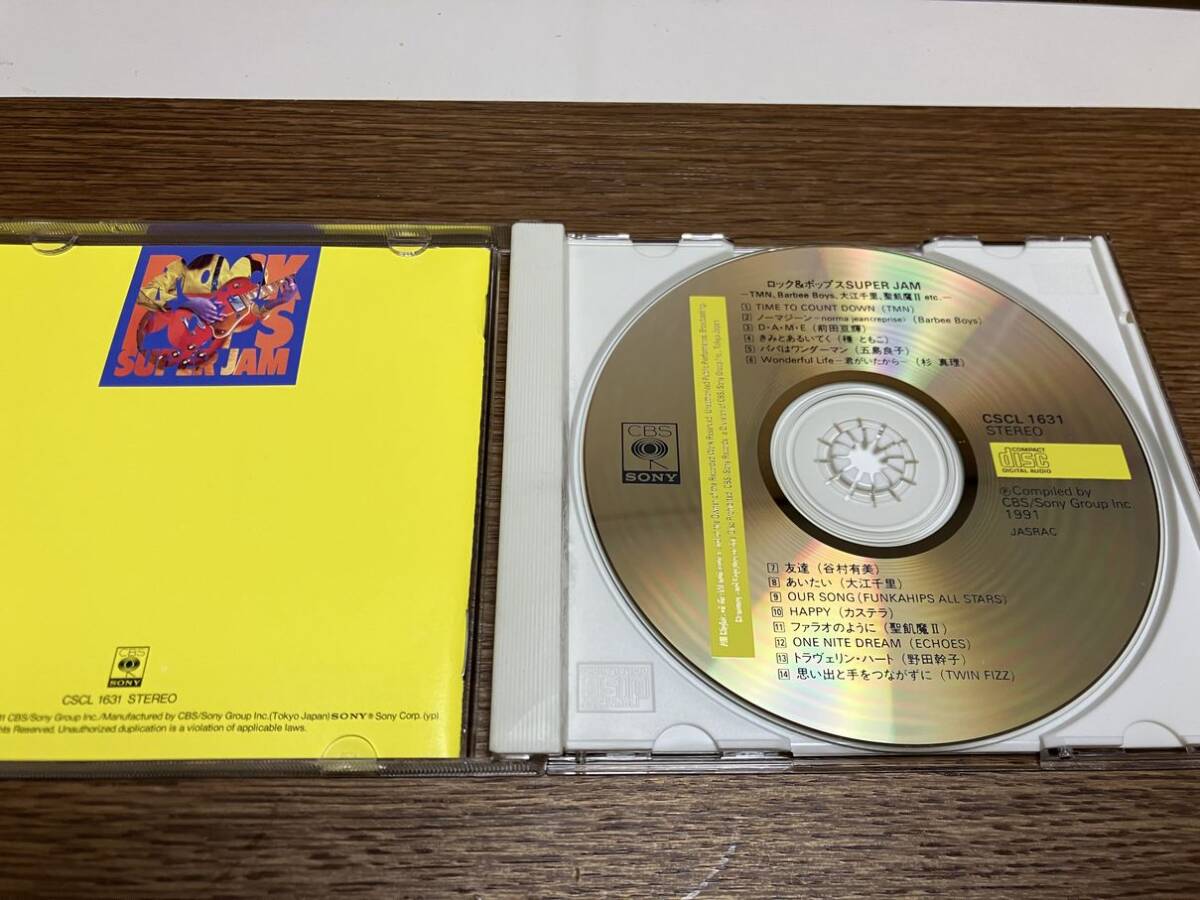 ROCK
POPS
SUPER JAM
CBS
SONY
CSCL 1631 STEREO
CBS/Sony Group Inc./Manufactured by CBS/Sony Group Inc.(Tokyo Japan) SONY® Sony Corp. (yp)
Reserved. Unauthorized duplication is a violation of applicable laws.
ロック&ポップスSUPER JAM
−TMN、Barbee Boys、大江千里、聖飢魔II etc.−
1 TIME TO COUNT DOWN (TMN)
2 ノーマジーン−norma jean(reprise) (Barbee Boys)
3 D・A・M・E (前田亘輝)
4 きみとあるいてく (種 ともこ)
5 パパはワンダーマン (五島良子)
6 Wonderful Life−君がいたから− (杉 真理)
CBS
SONY
CSCL 1631
STEREO
COMPACT
disc
DIGITAL AUDIO
Ⓟ Compiled by
CBS/Sony Group Inc.
1991
JASRAC
7 友達 (谷村有美)
8 あいたい (大江千里)
9 OUR SONG (FUNKAHIPS ALL STARS)
10 HAPPY (カステラ)
11 ファラオのように (聖飢魔II)
12 ONE NITE DREAM (ECHOES)
13 トラヴェリン・ハート (野田幹子)
14 思い出と手をつながずに (TWIN FIZZ)